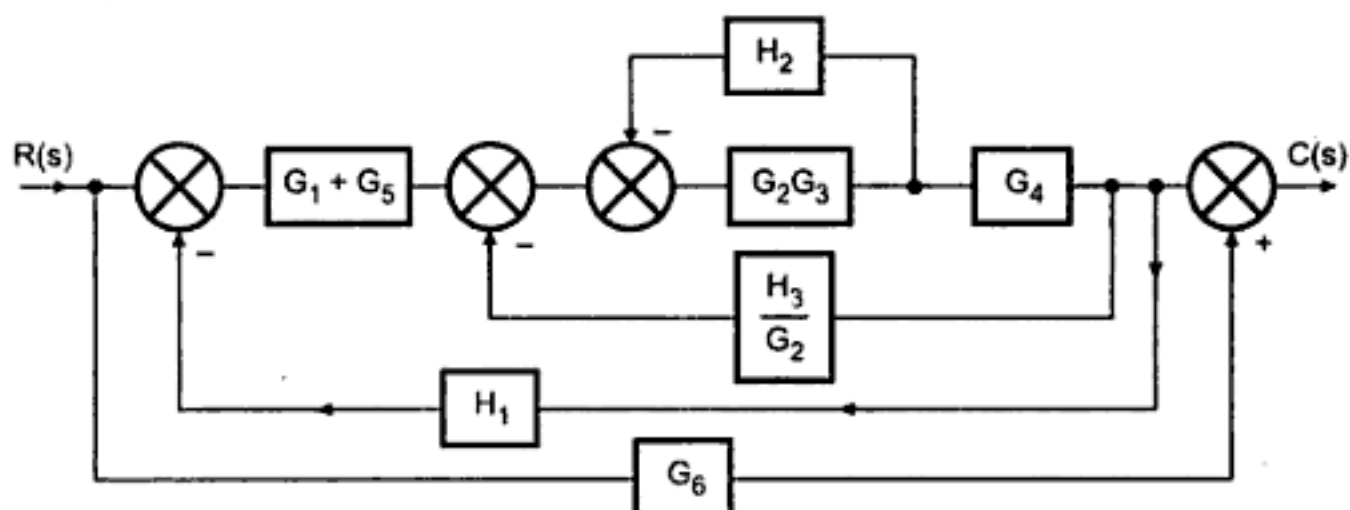 H₂
R(s)
G₁ + G₅
G₂G₃
G₄
C(s)
−
−
−
+
H₃
G₂
H₁
G₆